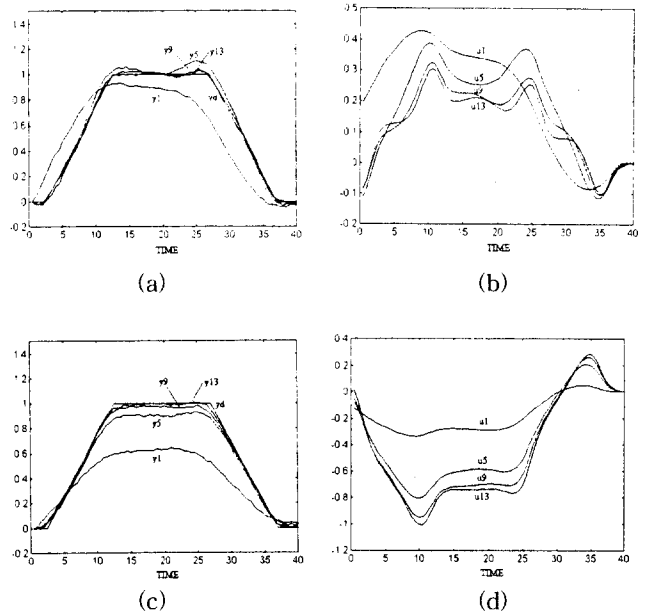 1.4
1.2
1
0.8
0.6
0.4
0.2
0
-0.2
y9
y5
y13
y1
yd
0 5 10 15 20 25 30 35 40
TIME
(a)
0.5
0.4
0.3
0.2
0.1
0
-0.1
-0.2
u1
u5
u13
0 5 10 15 20 25 30 35 40
TIME
(b)
1.4
1.2
1
0.8
0.6
0.4
0.2
0
-0.2
y9
y13
yd
y5
y1
0 5 10 15 20 25 30 35 40
TIME
(c)
0.4
0.2
0
-0.2
-0.4
-0.6
-0.8
-1
-1.2
u1
u5
u9
u13
0 5 10 15 20 25 30 35 40
TIME
(d)